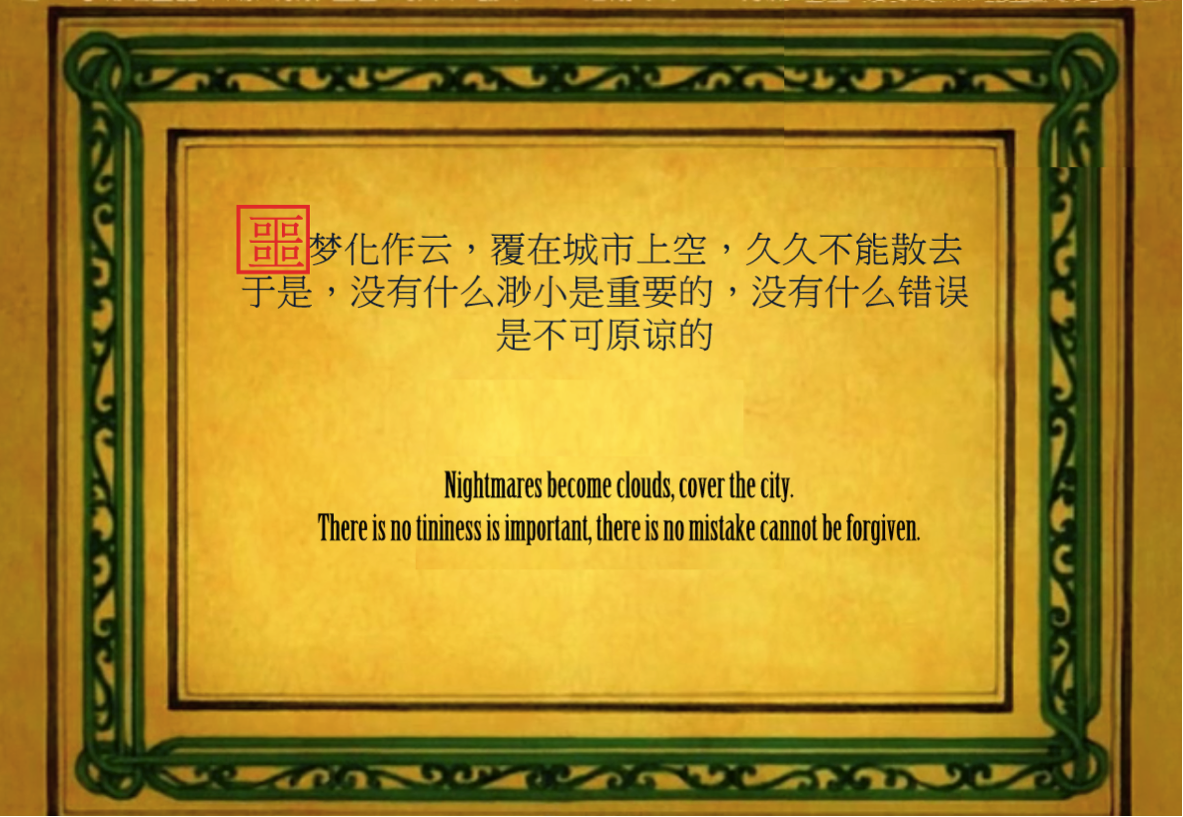 噩梦化作云，覆在城市上空，久久不能散去
于是，没有什么渺小是重要的，没有什么错误
是不可原谅的
Nightmares become clouds, cover the city.
There is no tininess is important, there is no mistake cannot be forgiven.